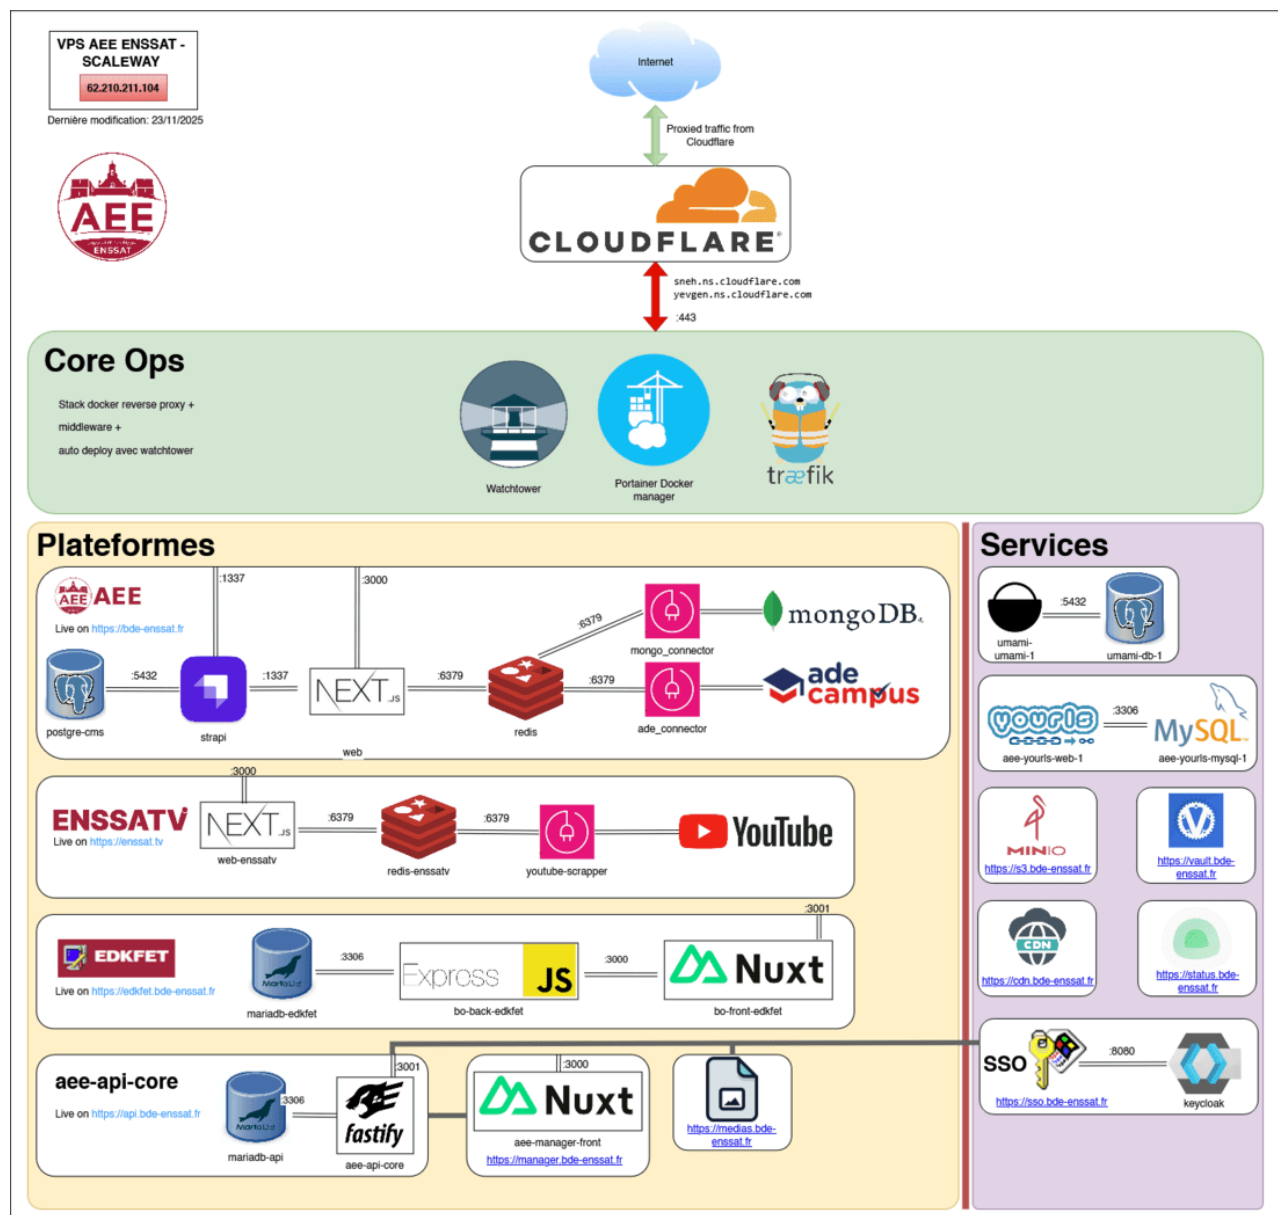 VPS AEE ENSSAT -
SCALEWAY
62.210.211.104
Dernière modification: 23/11/2025
AEE
ENSSAT
Internet
Proxied traffic from
Cloudflare
CLOUDFLARE
sneh.ns.cloudflare.com
yevgen.ns.cloudflare.com
:443
Core Ops
Stack docker reverse proxy +
middleware +
auto deploy avec watchtower
Watchtower
Portainer Docker
manager
træfik
Plateformes
AEE AEE
Live on https://bde-enssat.fr
:1337
:3000
postgre-cms
:5432
strapi
:1337
NEXT.JS
web
:6379
redis
:6379
:6379
mongo_connector
mongoDB.
ade_connector
ade
campus
ENSSATV
Live on https://enssat.tv
:3000
NEXT.JS
web-enssatv
:6379
redis-enssatv
:6379
youtube-scrapper
YouTube
EDKFET
Live on https://edkfet.bde-enssat.fr
MariaDB
mariadb-edkfet
:3306
Express
JS
bo-back-edkfet
:3000
:3001
Nuxt
bo-front-edkfet
aee-api-core
Live on https://api.bde-enssat.fr
MariaDB
mariadb-api
:3306
:3001
fastify
aee-api-core
:3000
Nuxt
aee-manager-front
https://manager.bde-enssat.fr
https://medias.bde-
enssat.fr
Services
umami-
umami-1
:5432
umami-db-1
yourls
aee-yourls-web-1
:3306
MySQL
aee-yourls-mysql-1
MINIO
https://s3.bde-enssat.fr
https://vault.bde-
enssat.fr
CDN
https://cdn.bde-enssat.fr
https://status.bde-
enssat.fr
SSO
https://sso.bde-enssat.fr
:8080
keycloak